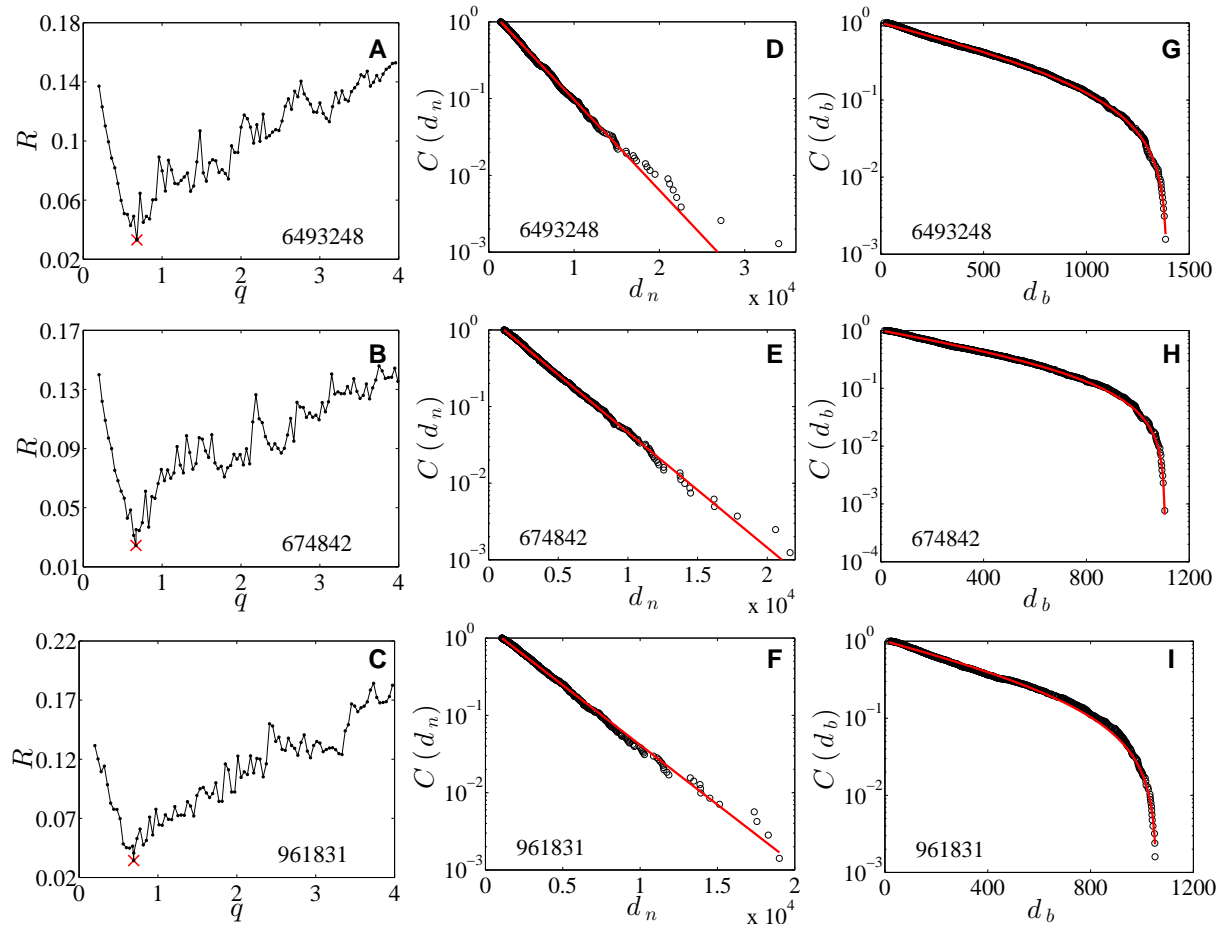 A
0.18
0.14
0.1
0.06
0.02
R
6493248
0 1 2 3 4
q
D
10^0
10^-1
10^-2
10^-3
C(d_n)
6493248
0 1 2 3
d_n
x 10^4
G
10^0
10^-1
10^-2
10^-3
C(d_b)
6493248
0 500 1000 1500
d_b
B
0.17
0.13
0.09
0.05
0.01
R
674842
0 1 2 3 4
q
E
10^0
10^-1
10^-2
10^-3
C(d_n)
674842
0 0.5 1 1.5 2
d_n
x 10^4
H
10^0
10^-1
10^-2
10^-3
10^-4
C(d_b)
674842
0 400 800 1200
d_b
C
0.22
0.17
0.12
0.07
0.02
R
961831
0 1 2 3 4
q
F
10^0
10^-1
10^-2
10^-3
C(d_n)
961831
0 0.5 1 1.5 20
d_n
x 10^4
I
10^0
10^-1
10^-2
10^-3
C(d_b)
961831
0 400 800 1200
d_b